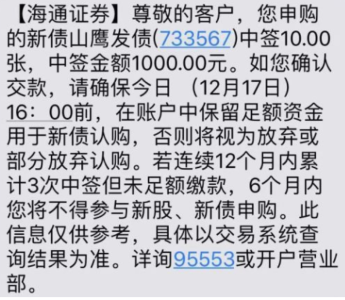 【海通证券】尊敬的客户，您申购
的新债山鹰发债(733567)中签10.00
张，中签金额1000.00元。如您确认
交款，请确保今日 （12月17日）
16：00前，在账户中保留足额资金
用于新债认购，否则将视为放弃或
部分放弃认购。若连续12个月内累
计3次中签但未足额缴款，6个月内
您将不得参与新股、新债申购。此
信息仅供参考，具体以交易系统查
询结果为准。详询95553或开户营业
部。